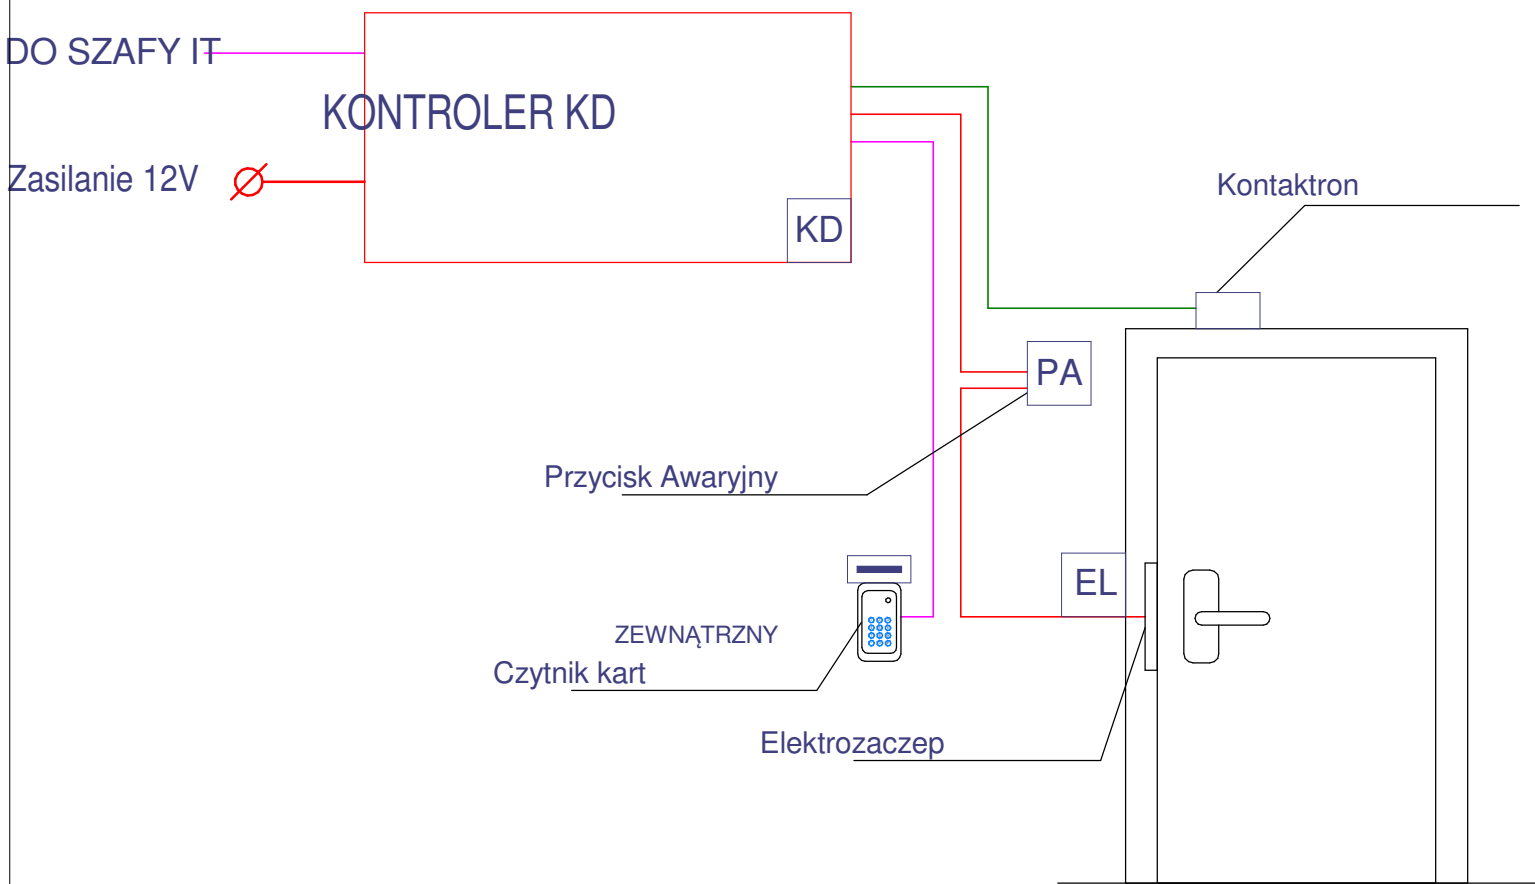 DO SZAFY IT
KONTROLER KD
Zasilanie 12V
KD
Kontaktron
PA
Przycisk Awaryjny
EL
ZEWNĄTRZNY
Czytnik kart
Elektrozaczep